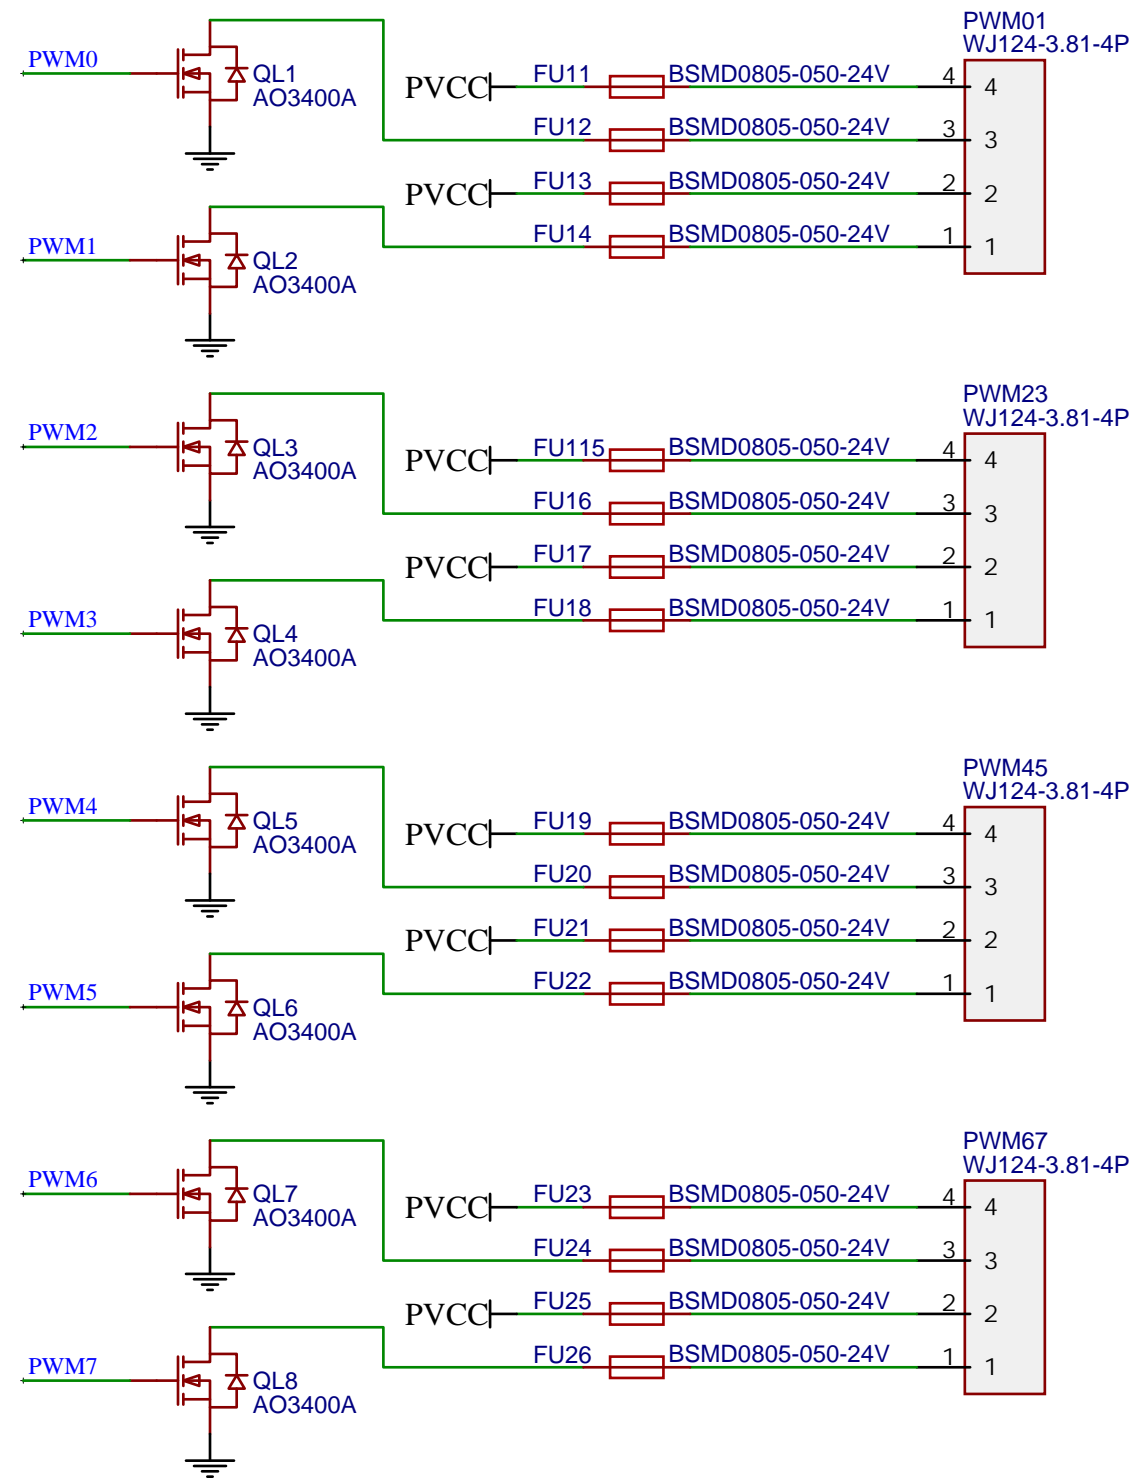 PWM01
WJ124-3.81-4P
PWM0
QL1
AO3400A
PVCC
FU11
BSMD0805-050-24V
4
4
FU12
BSMD0805-050-24V
3
3
PVCC
FU13
BSMD0805-050-24V
2
2
PWM1
QL2
AO3400A
FU14
BSMD0805-050-24V
1
1
PWM23
WJ124-3.81-4P
PWM2
QL3
AO3400A
PVCC
FU115
BSMD0805-050-24V
4
4
FU16
BSMD0805-050-24V
3
3
PVCC
FU17
BSMD0805-050-24V
2
2
PWM3
QL4
AO3400A
FU18
BSMD0805-050-24V
1
1
PWM45
WJ124-3.81-4P
PWM4
QL5
AO3400A
PVCC
FU19
BSMD0805-050-24V
4
4
FU20
BSMD0805-050-24V
3
3
PVCC
FU21
BSMD0805-050-24V
2
2
PWM5
QL6
AO3400A
FU22
BSMD0805-050-24V
1
1
PWM67
WJ124-3.81-4P
PWM6
QL7
AO3400A
PVCC
FU23
BSMD0805-050-24V
4
4
FU24
BSMD0805-050-24V
3
3
PVCC
FU25
BSMD0805-050-24V
2
2
PWM7
QL8
AO3400A
FU26
BSMD0805-050-24V
1
1